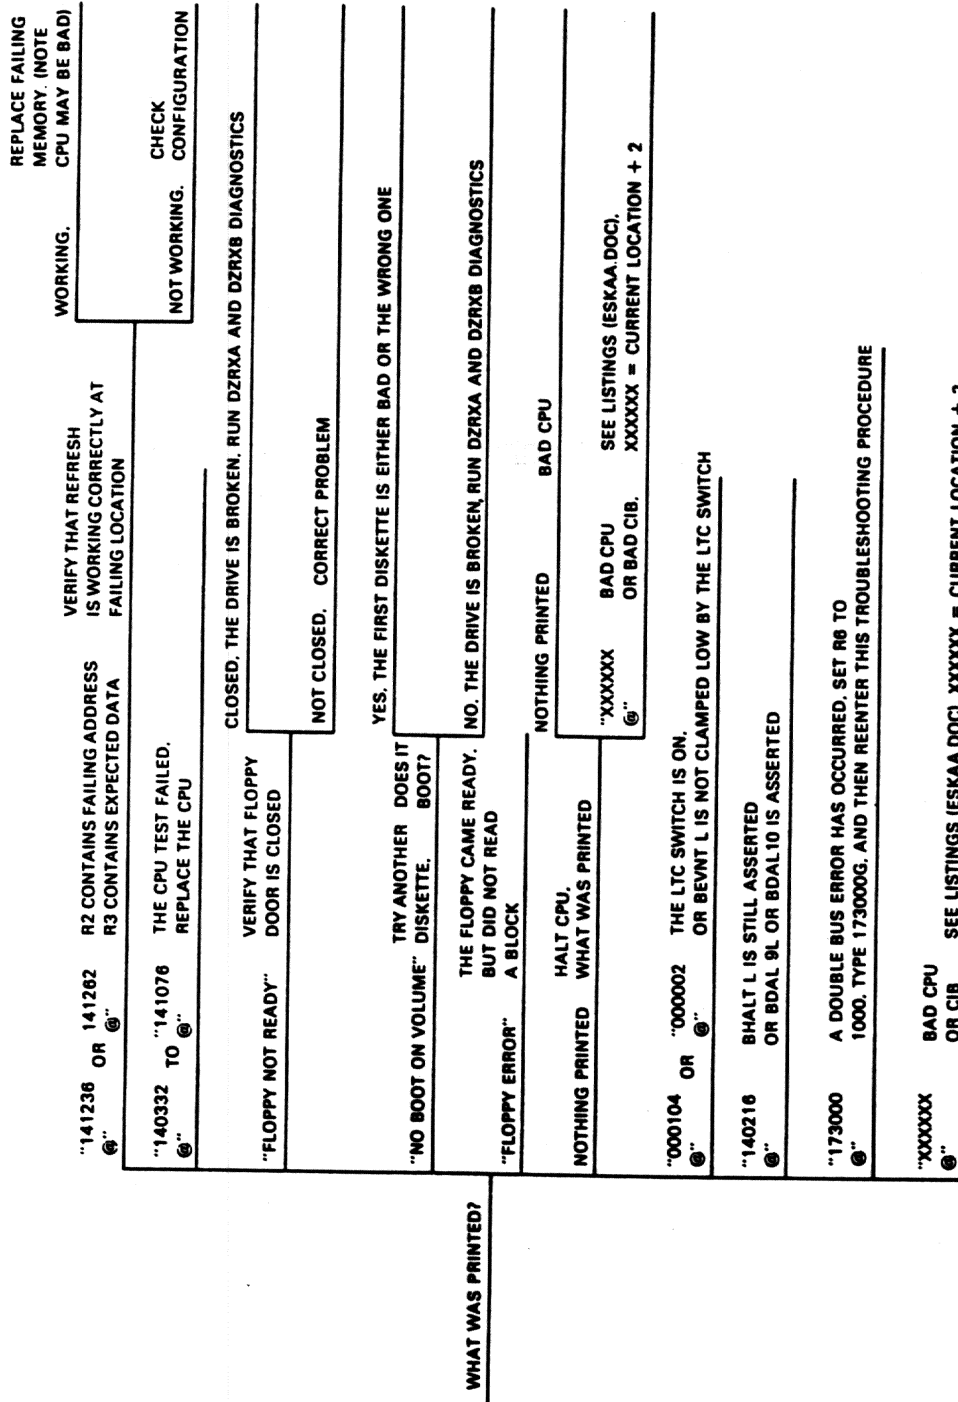 WHAT WAS PRINTED?
"141236
@"
OR
141262
@"
R2 CONTAINS FAILING ADDRESS
R3 CONTAINS EXPECTED DATA
VERIFY THAT REFRESH
IS WORKING CORRECTLY AT
FAILING LOCATION
WORKING.
REPLACE FAILING
MEMORY. (NOTE
CPU MAY BE BAD)
NOT WORKING.
CHECK
CONFIGURATION
"140332
@"
TO
"141076
@"
THE CPU TEST FAILED.
REPLACE THE CPU
"FLOPPY NOT READY"
VERIFY THAT FLOPPY
DOOR IS CLOSED
CLOSED. THE DRIVE IS BROKEN. RUN DZRXA AND DZRXB DIAGNOSTICS
NOT CLOSED. CORRECT PROBLEM
"NO BOOT ON VOLUME"
TRY ANOTHER
DISKETTE.
DOES IT
BOOT?
YES. THE FIRST DISKETTE IS EITHER BAD OR THE WRONG ONE
NO. THE DRIVE IS BROKEN, RUN DZRXA AND DZRXB DIAGNOSTICS
"FLOPPY ERROR"
THE FLOPPY CAME READY.
BUT DID NOT READ
A BLOCK
NOTHING PRINTED
HALT CPU.
WHAT WAS PRINTED
NOTHING PRINTED
BAD CPU
"XXXXXX
@"
BAD CPU
OR BAD CIB.
SEE LISTINGS (ESKAA.DOC).
XXXXXX = CURRENT LOCATION + 2
"000104
OR
"000002
@"
THE LTC SWITCH IS ON.
OR BEVNT L IS NOT CLAMPED LOW BY THE LTC SWITCH
"140216
@"
BHALT L IS STILL ASSERTED
OR BDAL 9L OR BDAL10 IS ASSERTED
"173000
@"
A DOUBLE BUS ERROR HAS OCCURRED. SET R6 TO
1000. TYPE 173000G. AND THEN REENTER THIS TROUBLESHOOTING PROCEDURE
"XXXXXX
@"
BAD CPU
OR CIB
SEE LISTINGS (ESKAA.DOC) XXXXXX = CURRENT LOCATION + 2